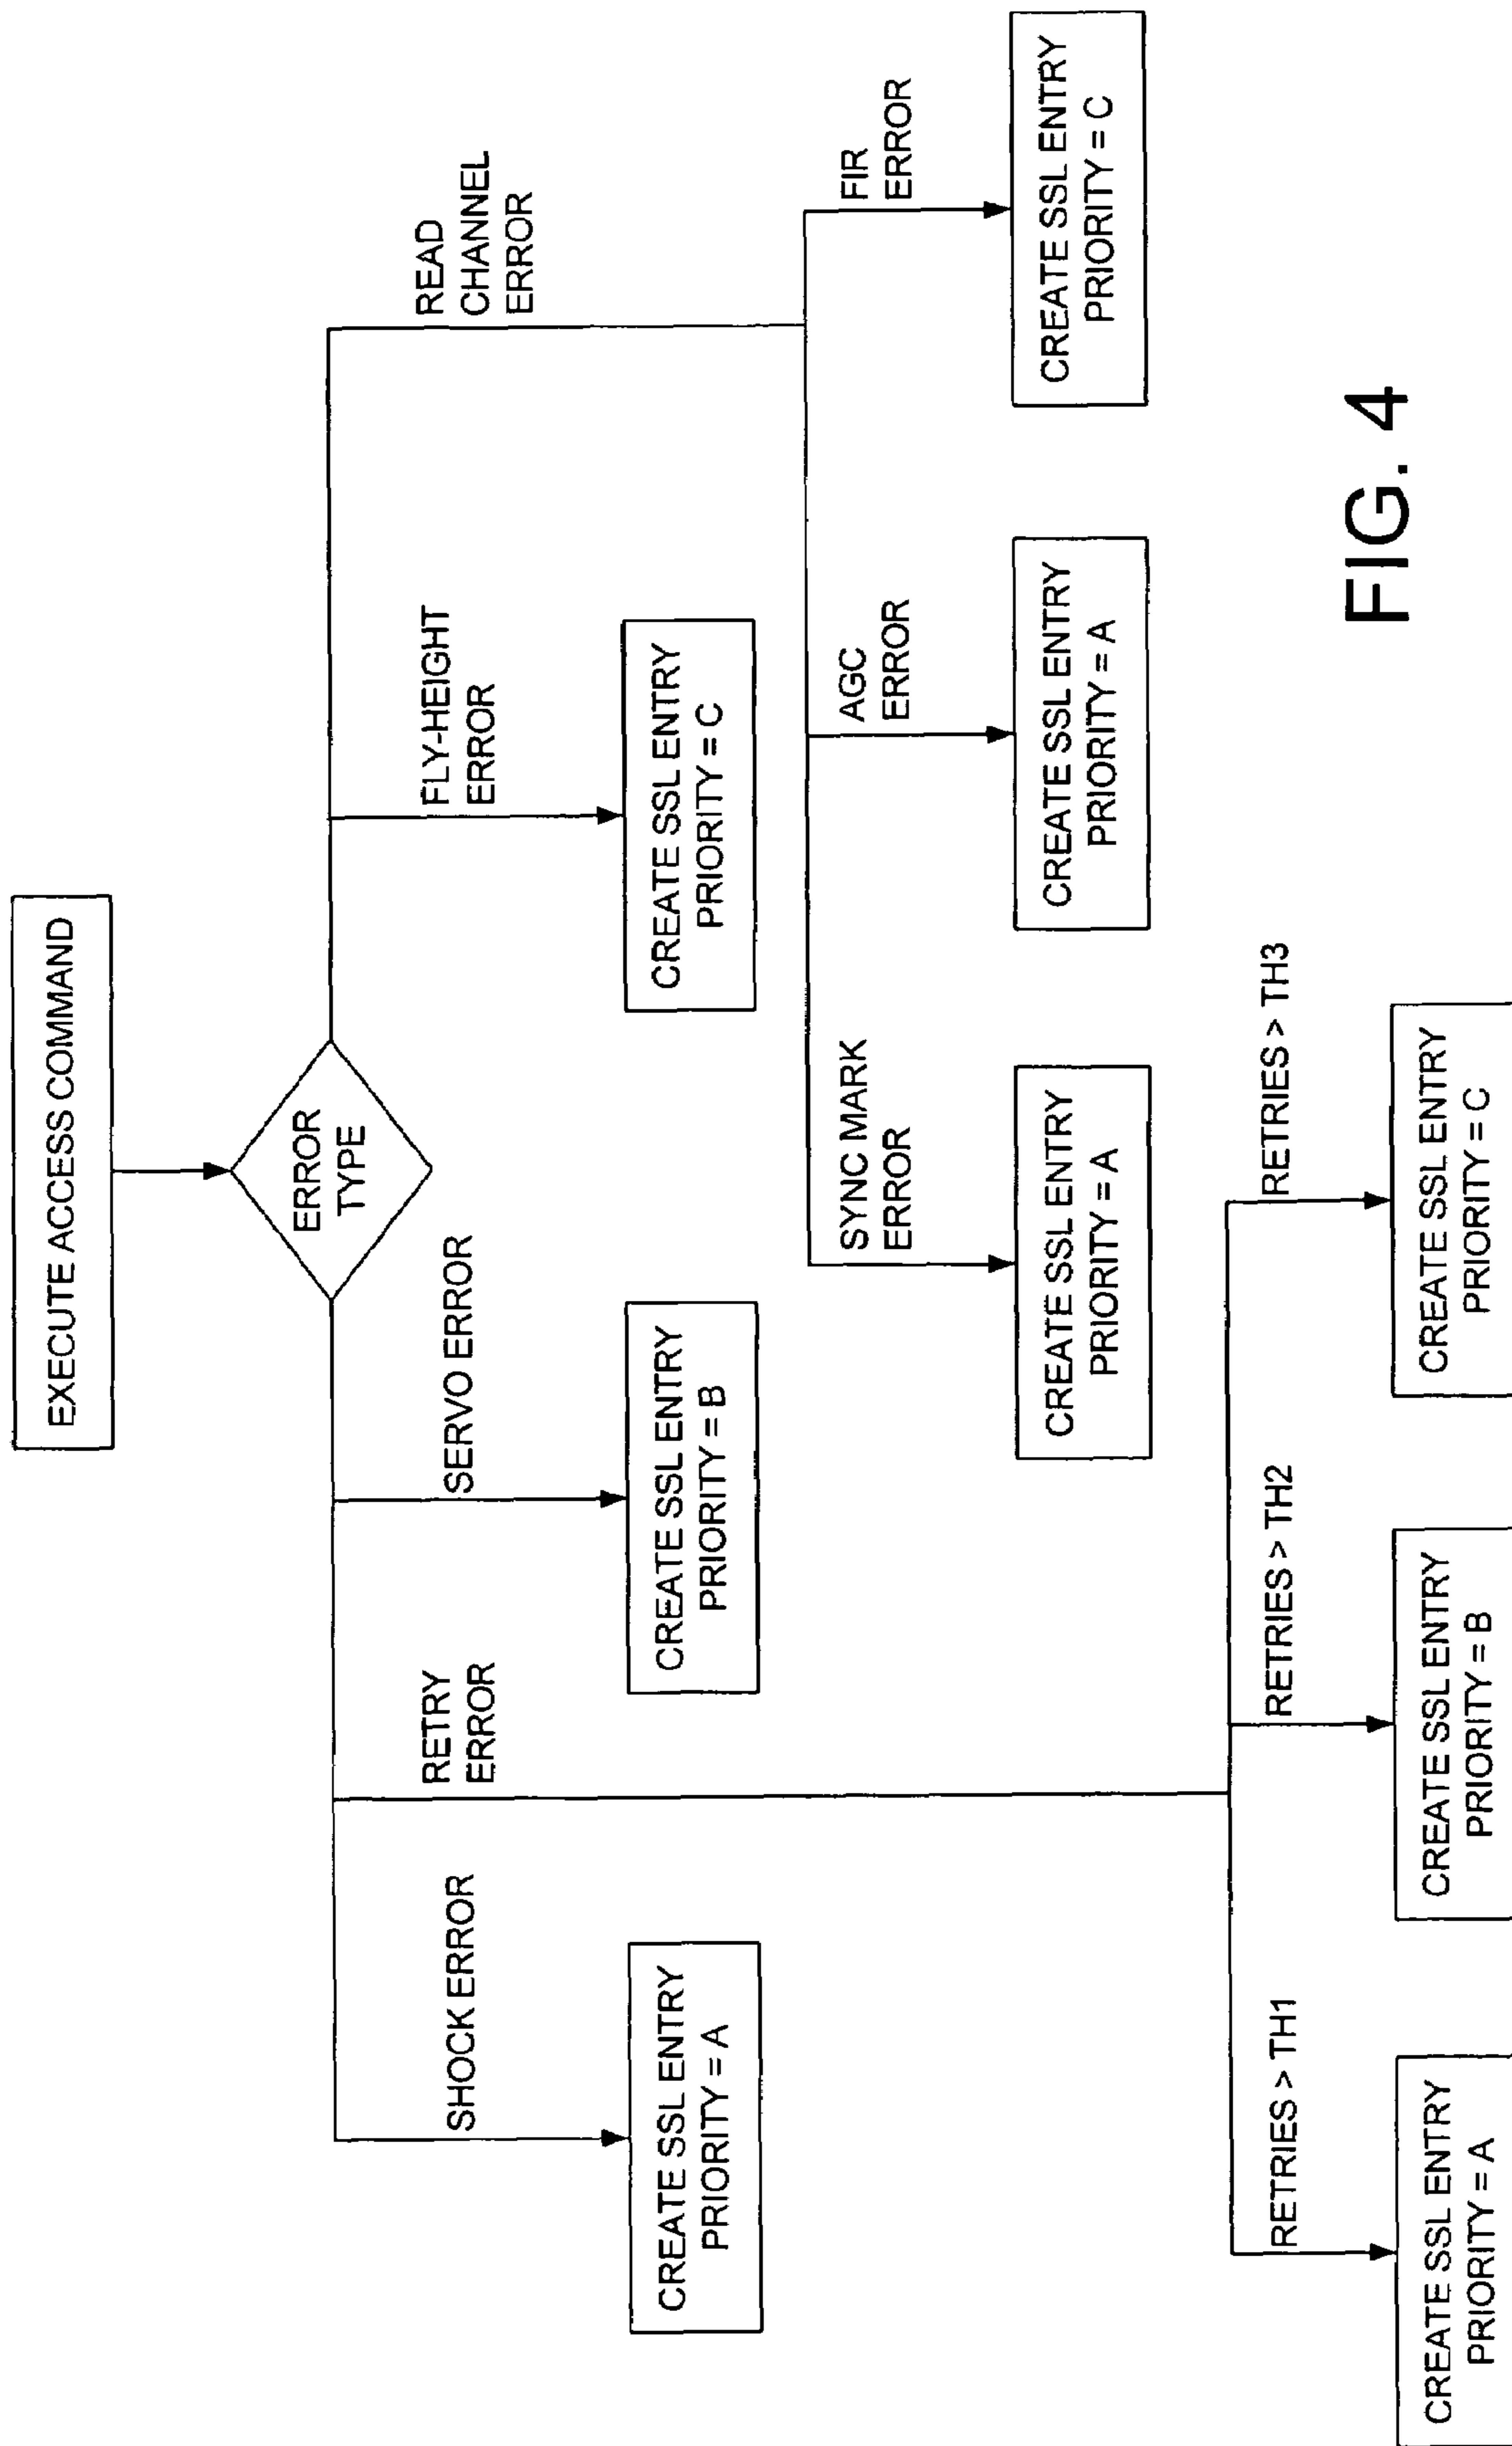 EXECUTE ACCESS COMMAND
ERROR
TYPE
SHOCK ERROR
RETRY
ERROR
SERVO ERROR
FLY-HEIGHT
ERROR
READ
CHANNEL
ERROR
CREATE SSL ENTRY
PRIORITY = A
CREATE SSL ENTRY
PRIORITY = B
CREATE SSL ENTRY
PRIORITY = C
SYNC MARK
ERROR
AGC
ERROR
FIR
ERROR
CREATE SSL ENTRY
PRIORITY = A
CREATE SSL ENTRY
PRIORITY = A
CREATE SSL ENTRY
PRIORITY = C
RETRIES > TH1
RETRIES > TH2
RETRIES > TH3
CREATE SSL ENTRY
PRIORITY = A
CREATE SSL ENTRY
PRIORITY = B
CREATE SSL ENTRY
PRIORITY = C
FIG. 4